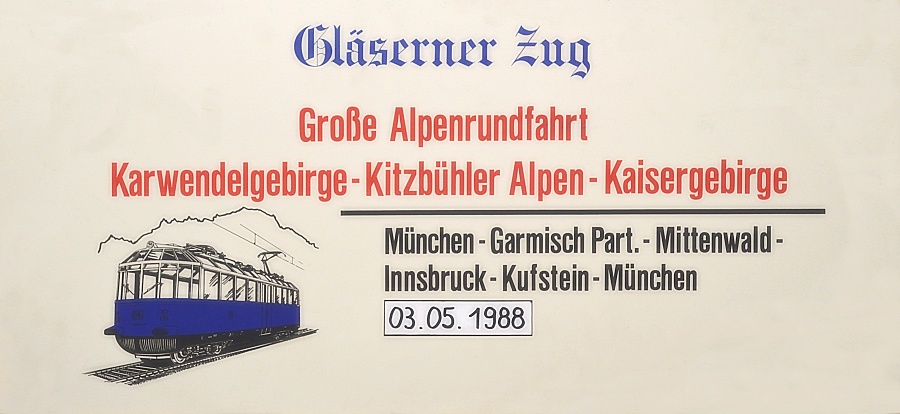 Gläserner Zug
Große Alpenrundfahrt
Karwendelgebirge-Kitzbühler Alpen-Kaisergebirge
München-Garmisch Part.-Mittenwald-
Innsbruck-Kufstein-München
03.05.1988